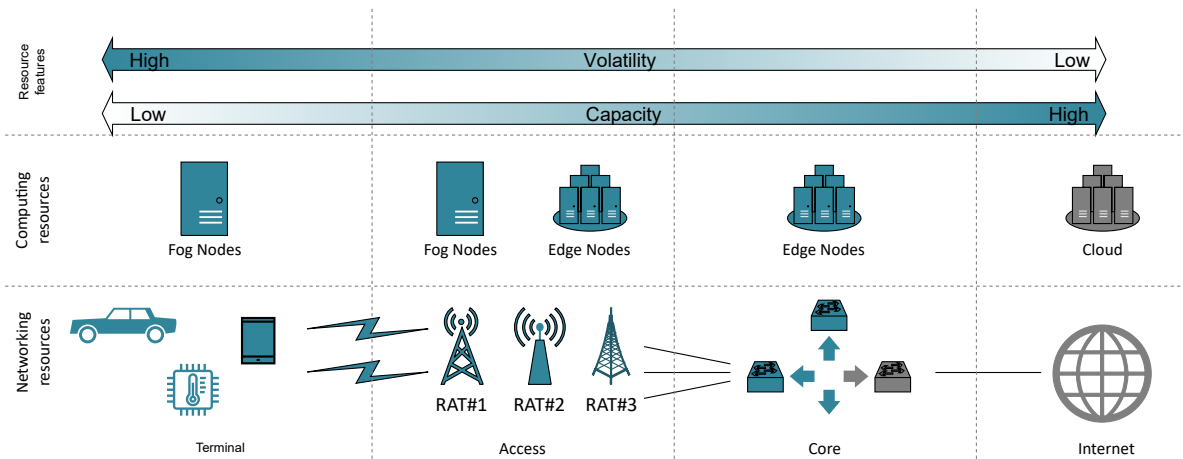 Resource
features
High
Volatility
Low
Low
Capacity
High
Computing
resources
Fog Nodes
Fog Nodes
Edge Nodes
Edge Nodes
Cloud
Networking
resources
RAT#1
RAT#2
RAT#3
Terminal
Access
Core
Internet